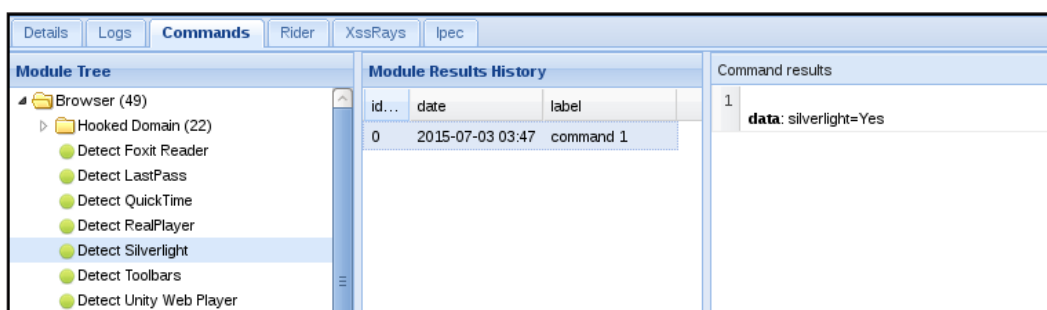 Details Logs Commands Rider XssRays Ipec
Module Tree
Browser (49)
Hooked Domain (22)
Detect Foxit Reader
Detect LastPass
Detect QuickTime
Detect RealPlayer
Detect Silverlight
Detect Toolbars
Detect Unity Web Player
Module Results History
id... date label
0 2015-07-03 03:47 command 1
Command results
1
data: silverlight=Yes